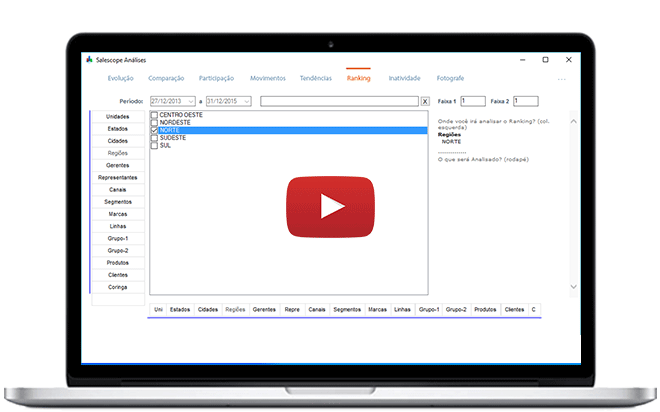 Salescope Análises
Evolução Comparação Participação Movimentos Tendências Ranking Inatividade Fotografe ...
Período: 27/12/2013 a 31/12/2015 X Faixa 1 1 Faixa 2 1
Unidades
Estados
Cidades
Regiões
Gerentes
Representantes
Canais
Segmentos
Marcas
Linhas
Grupo-1
Grupo-2
Produtos
Clientes
Coringa
CENTRO OESTE
NORDESTE
NORTE
SUDESTE
SUL
Onde você irá analisar o Ranking? (col.
esquerda)
Regiões
NORTE
-------------
O que será Analisado? (rodapé)
Uni Estados Cidades Regiões Gerentes Repre Canais Segmentos Marcas Linhas Grupo-1 Grupo-2 Produtos Clientes C